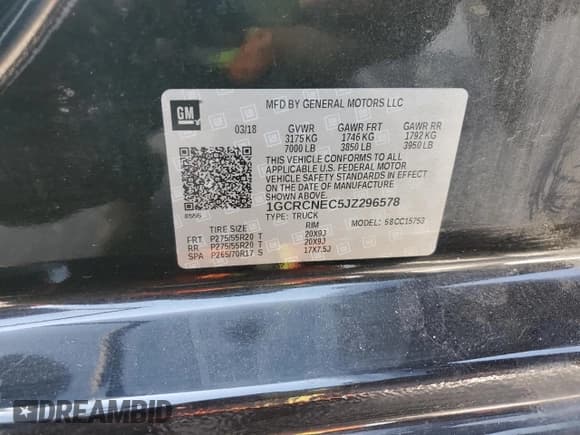 GM
MFD BY GENERAL MOTORS LLC
03/18 GVWR GAWR FRT GAWR RR
3175 KG 1746 KG 1792 KG
7000 LB 3850 LB 3950 LB
THIS VEHICLE CONFORMS TO ALL
APPLICABLE U.S. FEDERAL MOTOR
VEHICLE SAFETY STANDARDS IN EFFECT
ON THE DATE OF MANUFACTURE
SHOWN ABOVE.
1GCRCNEC5JZ296578
TYPE: TRUCK MODEL: S8CC15753
TIRE SIZE RIM
FRT P275/55R20 T 20X9J
RR P275/55R20 T 20X9J
SPA P265/70R17 S 17X7.5J
DREAMBID